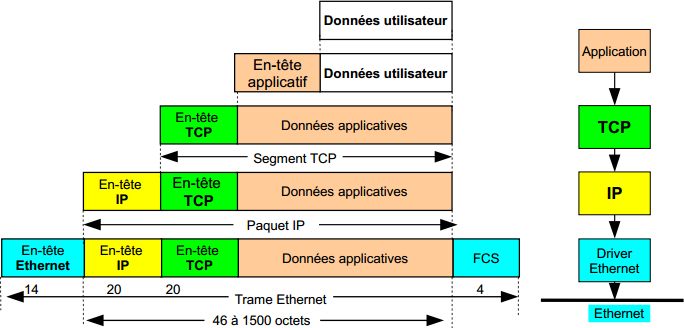 Données utilisateur
En-tête
applicatif
Données utilisateur
En-tête
TCP
Données applicatives
Segment TCP
En-tête
IP
En-tête
TCP
Données applicatives
Paquet IP
En-tête
Ethernet
En-tête
IP
En-tête
TCP
Données applicatives
FCS
14
20
20
4
Trame Ethernet
46 à 1500 octets
Application
TCP
IP
Driver
Ethernet
Ethernet